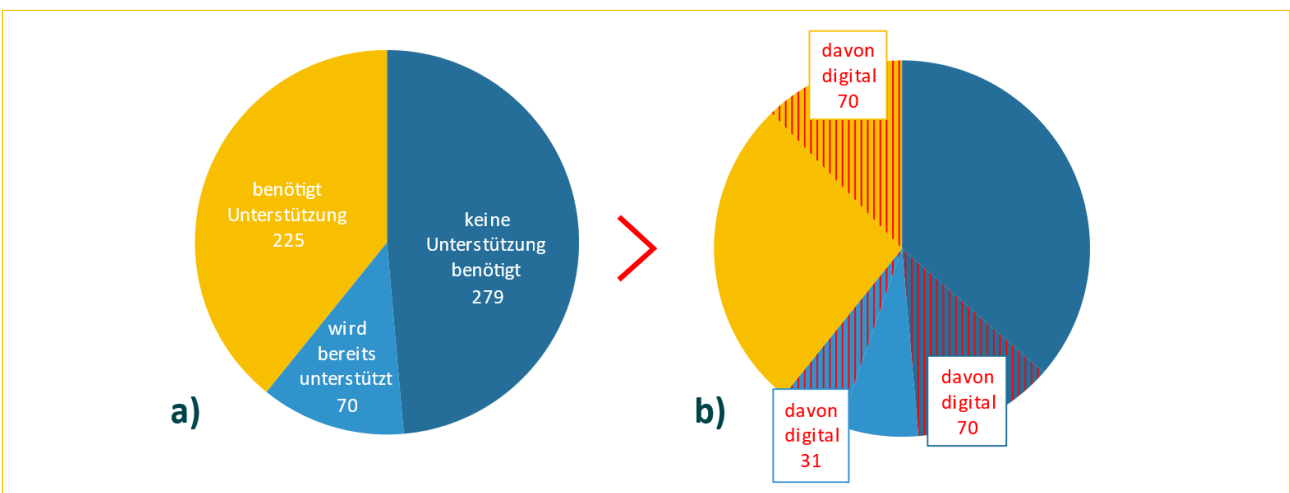 benötigt
Unterstützung
225
keine
Unterstützung
benötigt
279
wird
bereits
unterstützt
70
a)
davon
digital
70
davon
digital
70
davon
digital
31
b)